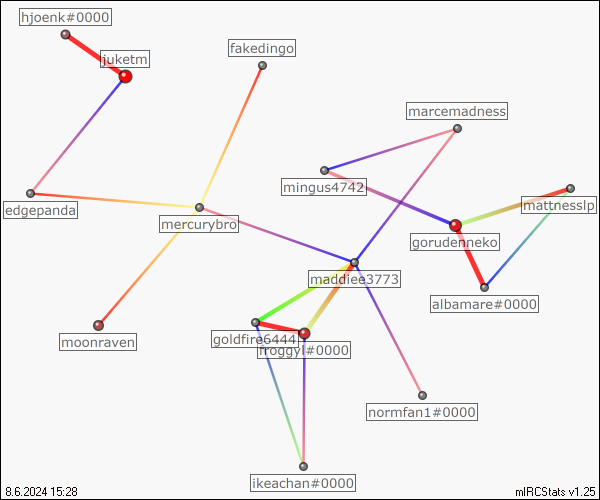 hjoenk#0000
juketm
fakedingo
marcemadness
mingus4742
edgepanda
mattnesslp
mercurybro
gorudenneko
maddiee3773
albamare#0000
moonraven
goldfire6444
froggyl#0000
normfan1#0000
ikeachan#0000
8.6.2024 15:28
mIRCStats v1.25